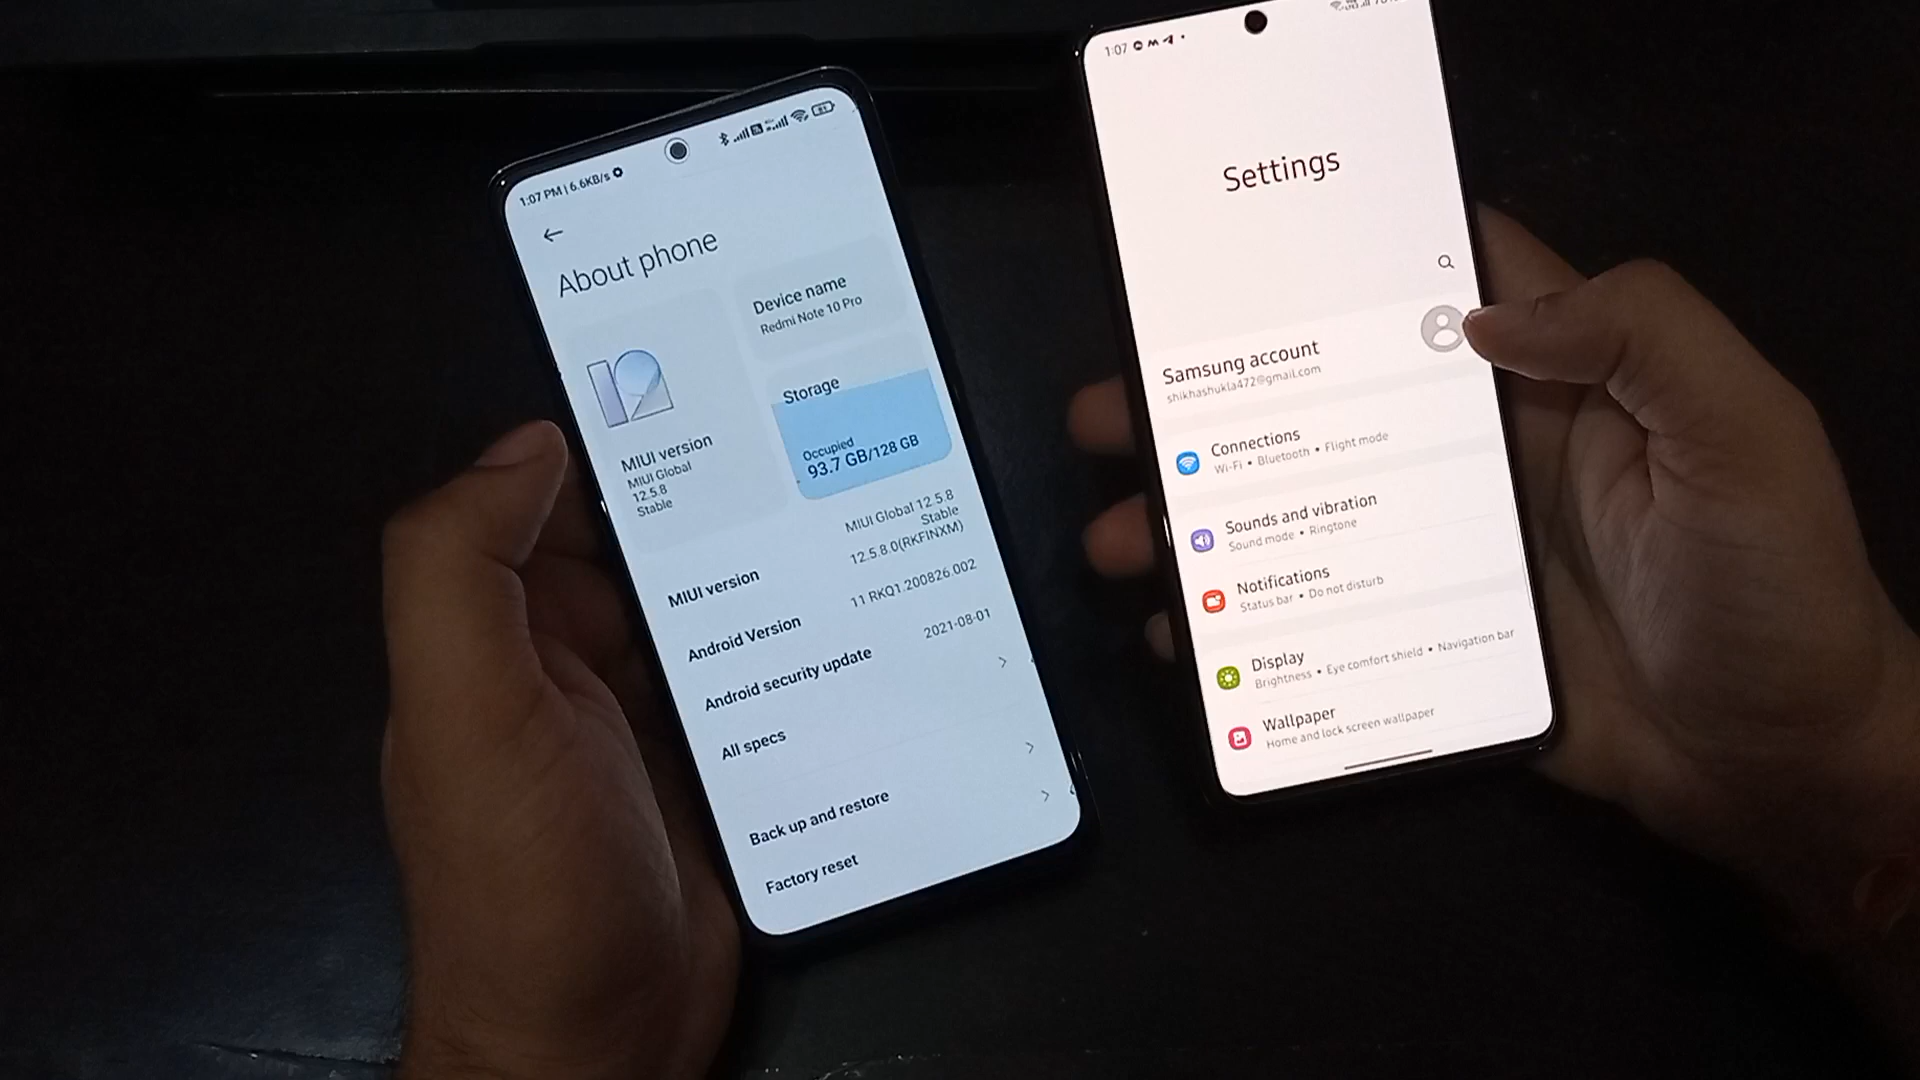 1:07 PM | 6.6KB/s
About phone
Device name
Redmi Note 10 Pro
MIUI version
MIUI Global
12.5.8
Stable
Storage
Occupied
93.7 GB/128 GB
MIUI version
MIUI Global 12.5.8
Stable
12.5.8.0(RKFINXM)
Android Version
11 RKQ1.200826.002
Android security update
2021-08-01
All specs
Back up and restore
Factory reset
1:07
Settings
Samsung account
shikhashukla472@gmail.com
Connections
Wi-Fi • Bluetooth • Flight mode
Sounds and vibration
Sound mode • Ringtone
Notifications
Status bar • Do not disturb
Display
Brightness • Eye comfort shield • Navigation bar
Wallpaper
Home and lock screen wallpaper